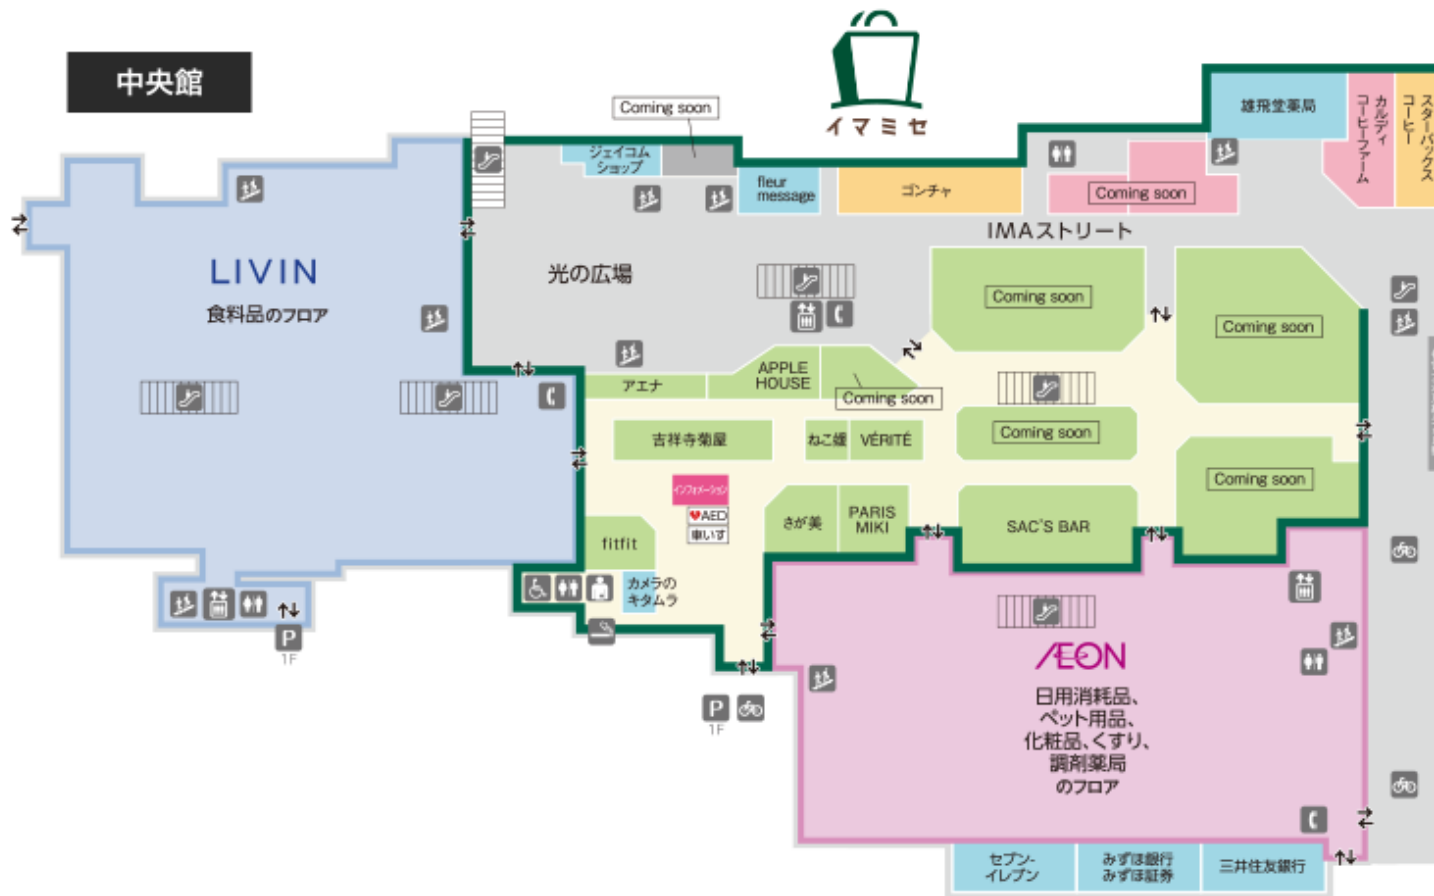 中央館
イマミセ
Coming soon
ジェイコム
ショップ
fleur
message
ゴンチャ
Coming soon
雄飛堂薬局
カルディ
コーヒーファーム
スターバックス
コーヒー
IMAストリート
LIVIN
食料品のフロア
光の広場
Coming soon
Coming soon
アエナ
APPLE
HOUSE
Coming soon
吉祥寺菊屋
VÉRITÉ
Coming soon
Coming soon
インフォメーション
AED
車いす
さが美
PARIS
MIKI
SAC'S BAR
fitfit
カメラの
キタムラ
P
1F
P
1F
ÆON
日用消耗品、
ペット用品、
化粧品、くすり、
調剤薬局
のフロア
セブン-
イレブン
みずほ銀行
みずほ証券
三井住友銀行